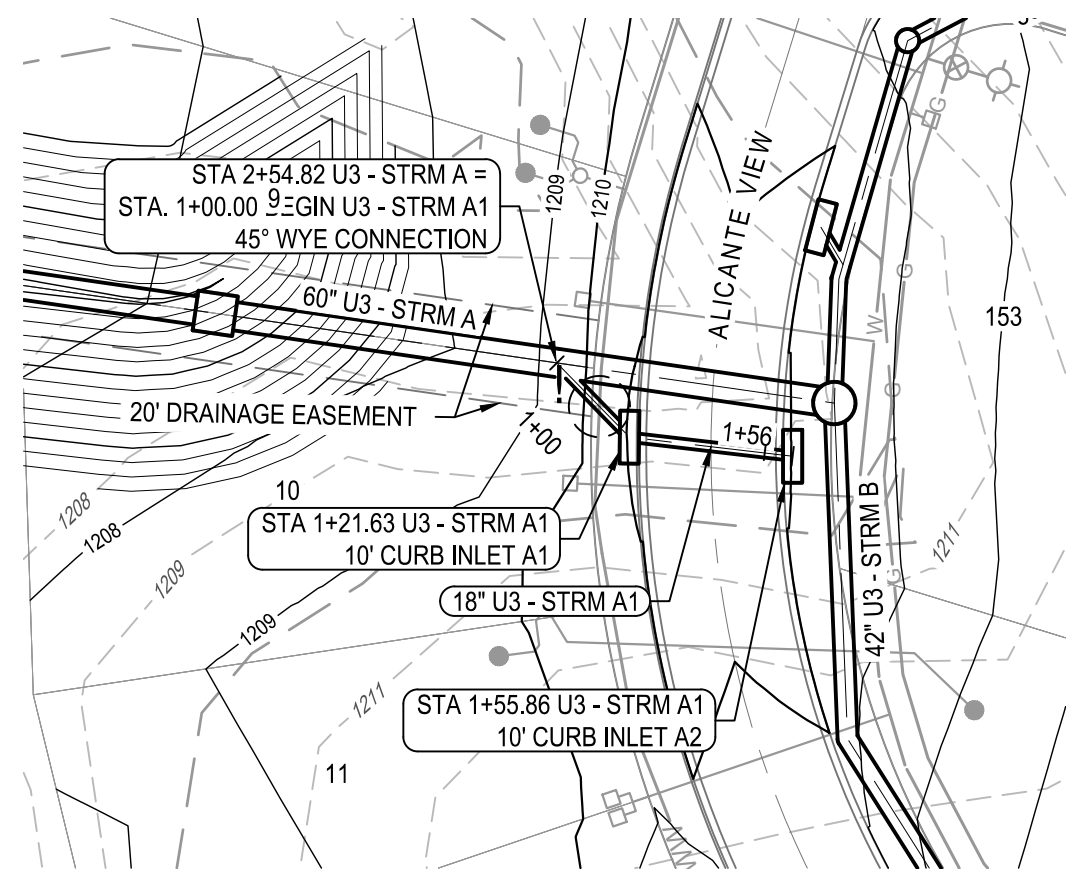 STA 2+54.82 U3 - STRM A =
STA. 1+00.00 BEGIN U3 - STRM A1
45° WYE CONNECTION
9
1209
1210
ALICANTE VIEW
G
G
W
G
G
153
60" U3 - STRM A
20' DRAINAGE EASEMENT
1+00
1+56
10
1208
1208
STA 1+21.63 U3 - STRM A1
10' CURB INLET A1
1209
1209
18" U3 - STRM A1
42" U3 - STRM B
1211
1211
STA 1+55.86 U3 - STRM A1
10' CURB INLET A2
11